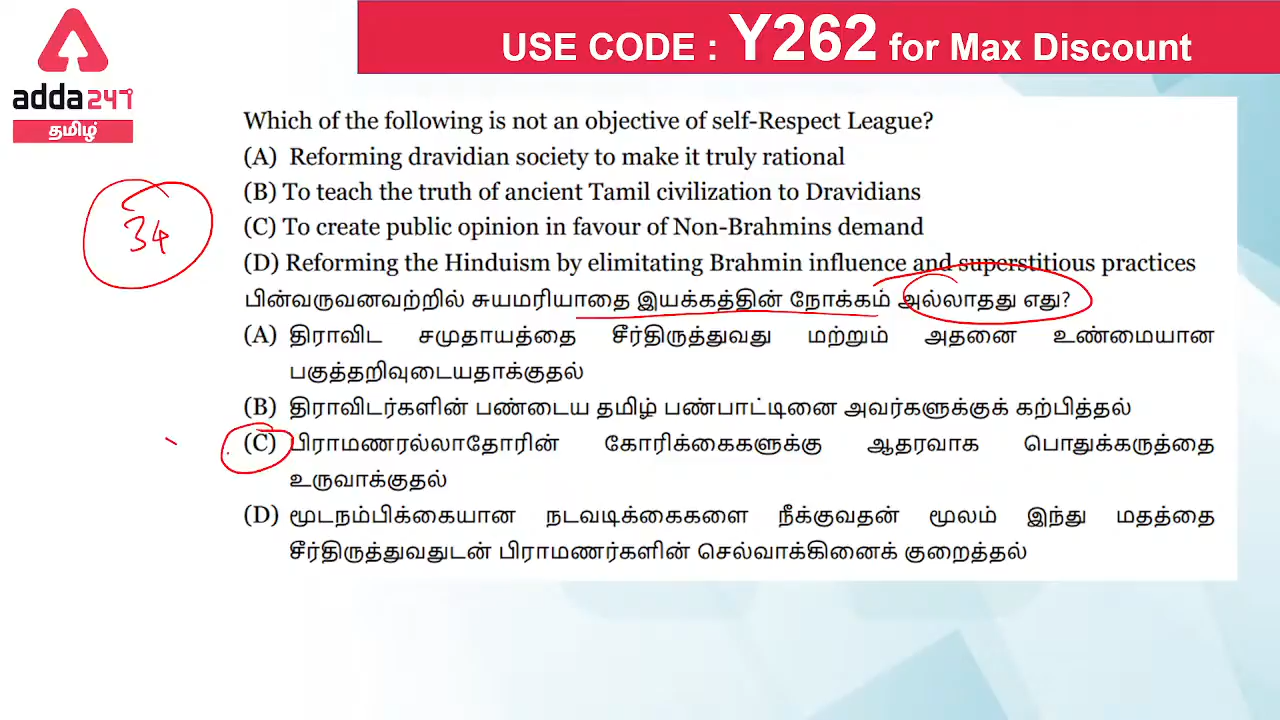 USE CODE : Y262 for Max Discount
adda247
தமிழ்
Which of the following is not an objective of self-Respect League?
(A) Reforming dravidian society to make it truly rational
(B) To teach the truth of ancient Tamil civilization to Dravidians
34
(C) To create public opinion in favour of Non-Brahmins demand
(D) Reforming the Hinduism by elimitating Brahmin influence and superstitious practices
பின்வருவனவற்றில் சுயமரியாதை இயக்கத்தின் நோக்கம் அல்லாதது எது?
(A) திராவிட சமுதாயத்தை சீர்திருத்துவது மற்றும் அதனை உண்மையான
பகுத்தறிவுடையதாக்குதல்
(B) திராவிடர்களின் பண்டைய தமிழ் பண்பாட்டினை அவர்களுக்குக் கற்பித்தல்
(C) பிராமணரல்லாதோரின் கோரிக்கைகளுக்கு ஆதரவாக பொதுக்கருத்தை
உருவாக்குதல்
(D) மூடநம்பிக்கையான நடவடிக்கைகளை நீக்குவதன் மூலம் இந்து மதத்தை
சீர்திருத்துவதுடன் பிராமணர்களின் செல்வாக்கினைக் குறைத்தல்